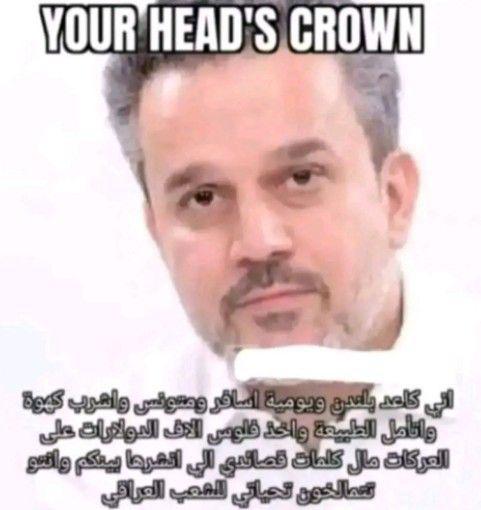 YOUR HEAD'S CROWN
اني كاعد بلندن ويومية اسافر ومتونس واشرب كهوة
واتأمل الطبيعة واخذ فلوس الاف الدولارات على
العركات مال كلمات قصائدي الي انشرها بينكم وانتو
تتمالخون تحياتي للشعب العراقي